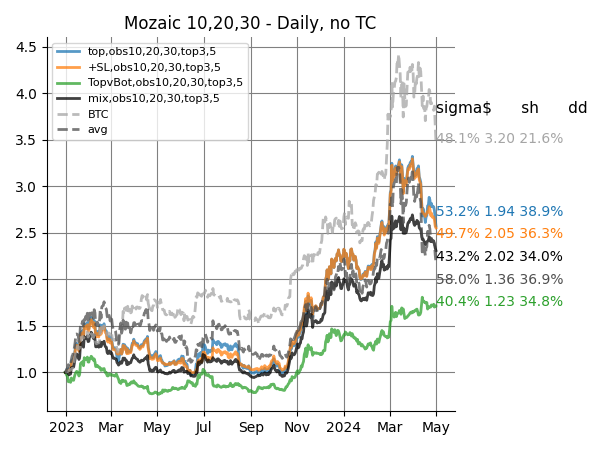 Mozaic 10,20,30 - Daily, no TC
4.5
4.0
3.5
3.0
2.5
2.0
1.5
1.0
top,obs10,20,30,top3,5
+SL,obs10,20,30,top3,5
TopvBot,obs10,20,30,top3,5
mix,obs10,20,30,top3,5
BTC
avg
sigma$ sh dd
48.1% 3.20 21.6%
53.2% 1.94 38.9%
49.7% 2.05 36.3%
43.2% 2.02 34.0%
58.0% 1.36 36.9%
40.4% 1.23 34.8%
2023 Mar May Jul Sep Nov 2024 Mar May